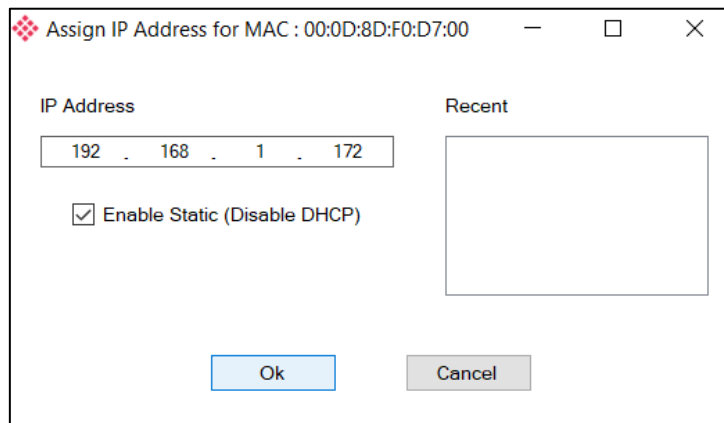 Assign IP Address for MAC : 00:0D:8D:F0:D7:00
IP Address
Recent
192 . 168 . 1 . 172
Enable Static (Disable DHCP)
Ok
Cancel